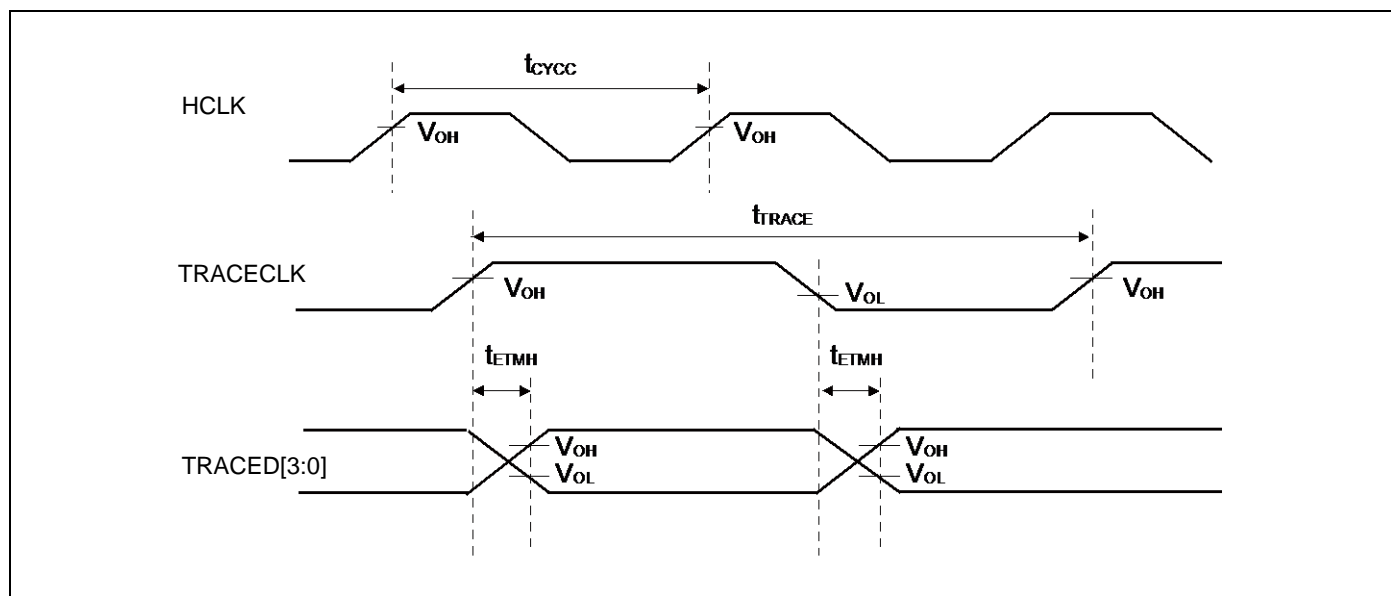 tCYCC
HCLK
VOH
VOH
tTRACE
TRACECLK
VOH
VOL
VOH
tETMH
tETMH
VOH
VOH
TRACED[3:0]
VOL
VOL